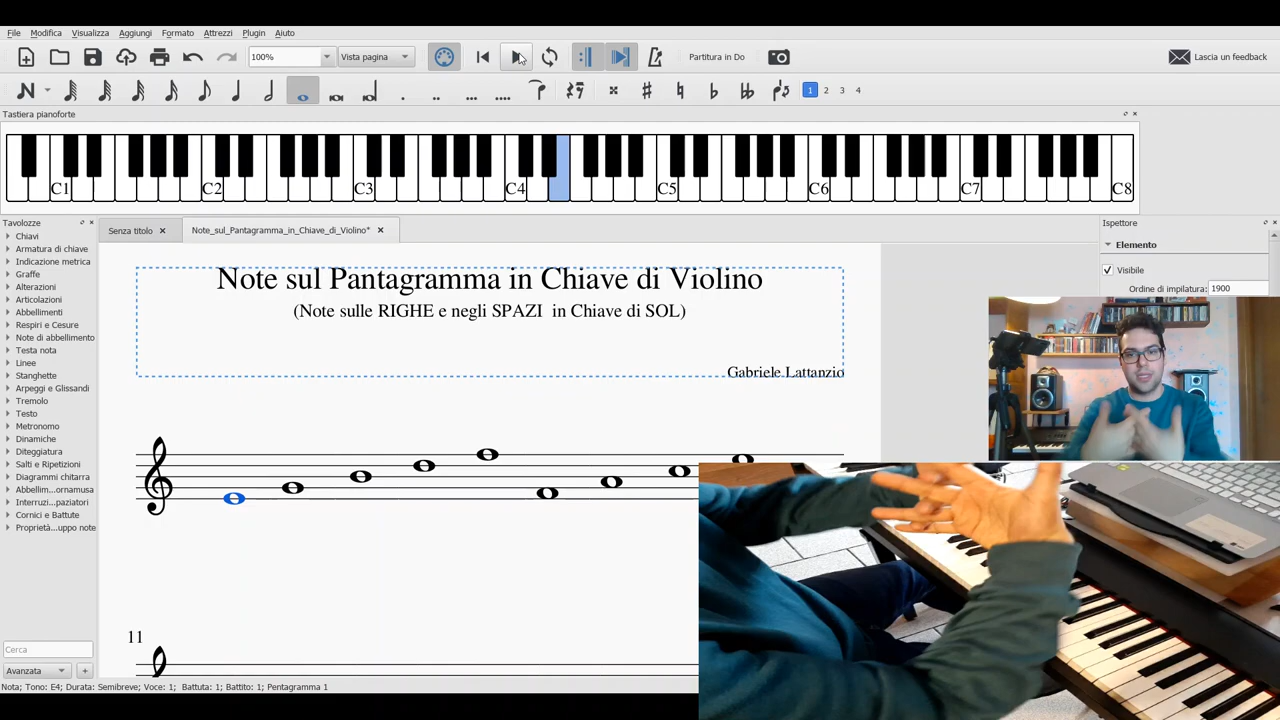 File Modifica Visualizza Aggiungi Formato Attrezzi Plugin Aiuto
100% Vista pagina Partitura in Do Lascia un feedback
1 2 3 4
Tastiera pianoforte
C1 C2 C3 C4 C5 C6 C7 C8
Tavolozze
Senza titolo
Note_sul_Pantagramma_in_Chiave_di_Violino*
Ispettore
Chiavi
Armatura di chiave
Indicazione metrica
Graffe
Alterazioni
Articolazioni
Abbellimenti
Respiri e Cesure
Note di abbellimento
Testa nota
Linee
Stanghette
Arpeggi e Glissandi
Tremolo
Testo
Metronomo
Dinamiche
Diteggiatura
Salti e Ripetizioni
Diagrammi chitarra
Abbellim...ornamusa
Interruzi...paziatori
Cornici e Battute
Proprietà...uppo note
Cerca
Avanzata +
Note sul Pantagramma in Chiave di Violino
(Note sulle RIGHE e negli SPAZI in Chiave di SOL)
Gabriele Lattanzio
11
Elemento
Visibile
Ordine di impilatura: 1900
Nota; Tono: E4; Durata: Semibreve; Voce: 1; Battuta: 1; Battito: 1; Pentagramma 1